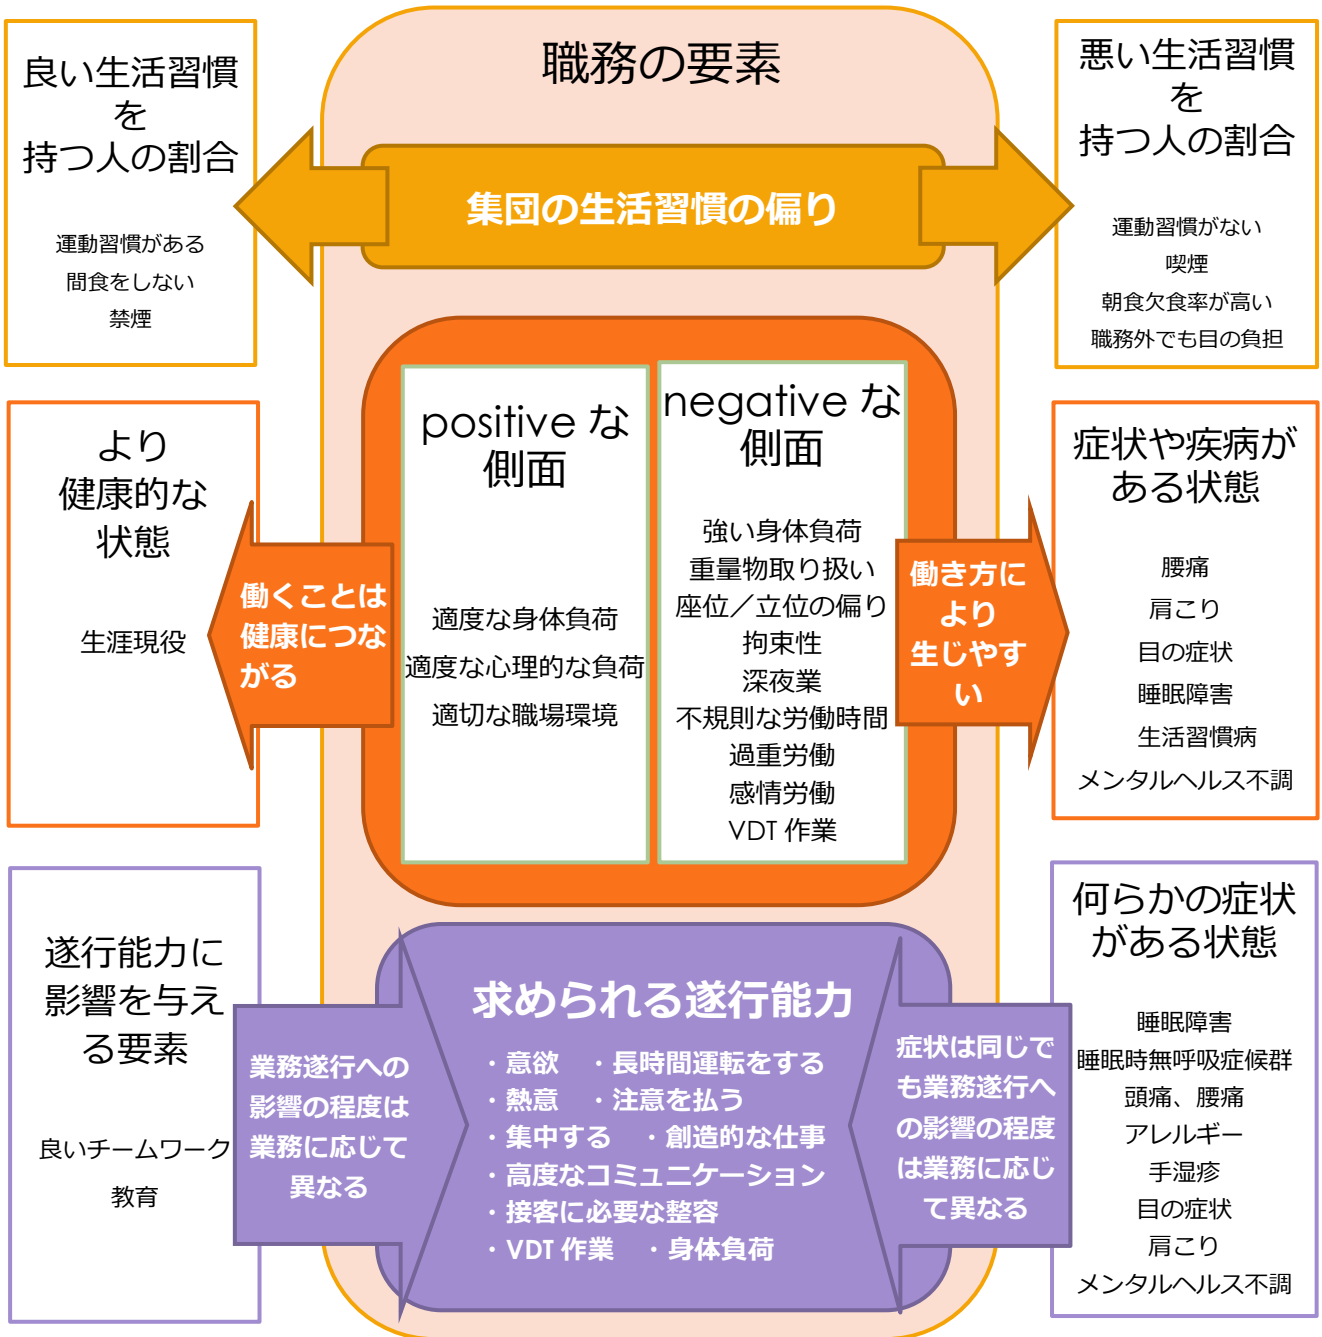 職務の要素
良い生活習慣
を
持つ人の割合
運動習慣がある
間食をしない
禁煙
集団の生活習慣の偏り
悪い生活習慣
を
持つ人の割合
運動習慣がない
喫煙
朝食欠食率が高い
職務外でも目の負担
より
健康的な
状態
生涯現役
働くことは
健康につな
がる
positive な
側面
適度な身体負荷
適度な心理的な負荷
適切な職場環境
negative な
側面
強い身体負荷
重量物取り扱い
座位／立位の偏り
拘束性
深夜業
不規則な労働時間
過重労働
感情労働
VDT 作業
働き方に
より
生じやす
い
症状や疾病が
ある状態
腰痛
肩こり
目の症状
睡眠障害
生活習慣病
メンタルヘルス不調
遂行能力に
影響を与え
る要素
良いチームワーク
教育
業務遂行への
影響の程度は
業務に応じて
異なる
求められる遂行能力
・意欲　・長時間運転をする
・熱意　・注意を払う
・集中する　・創造的な仕事
・高度なコミュニケーション
・接客に必要な整容
・VDT 作業　・身体負荷
症状は同じで
も業務遂行へ
の影響の程度
は業務に応じ
て異なる
何らかの症状
がある状態
睡眠障害
睡眠時無呼吸症候群
頭痛、腰痛
アレルギー
手湿疹
目の症状
肩こり
メンタルヘルス不調